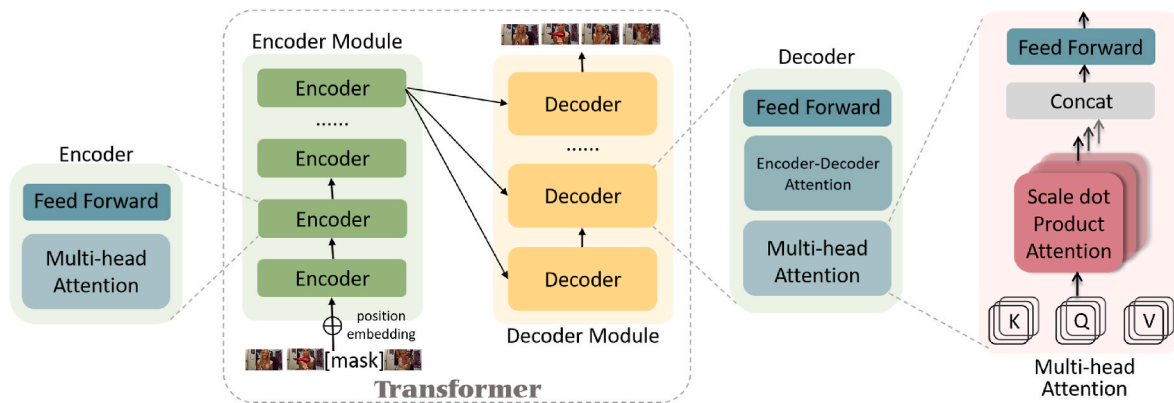 Encoder
Feed Forward
Multi-head
Attention
Encoder Module
Encoder
......
Encoder
Encoder
Encoder
position
embedding
[mask]
Transformer
Decoder
......
Decoder
Decoder
Decoder Module
Decoder
Feed Forward
Encoder-Decoder
Attention
Multi-head
Attention
Feed Forward
Concat
Scale dot
Product
Attention
K Q V
Multi-head
Attention